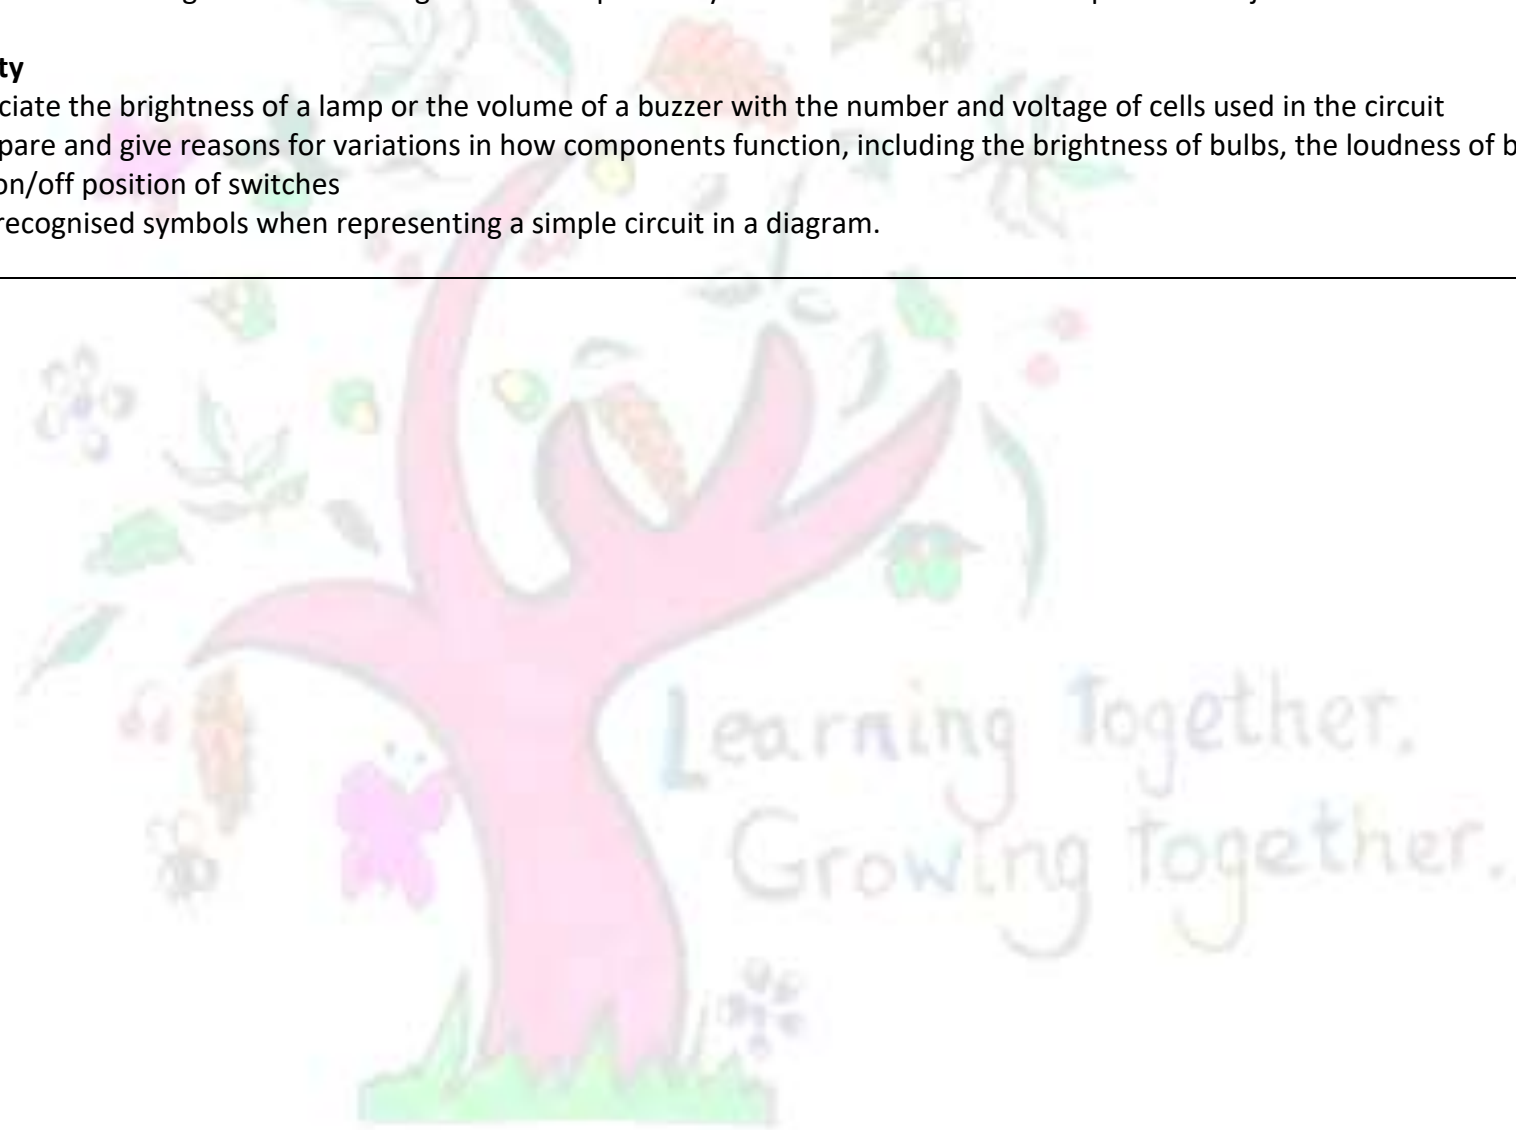 ty
ciate the brightness of a lamp or the volume of a buzzer with the number and voltage of cells used in the circuit
pare and give reasons for variations in how components function, including the brightness of bulbs, the loudness of b
on/off position of switches
recognised symbols when representing a simple circuit in a diagram.
Learning Together.
Growing Together.